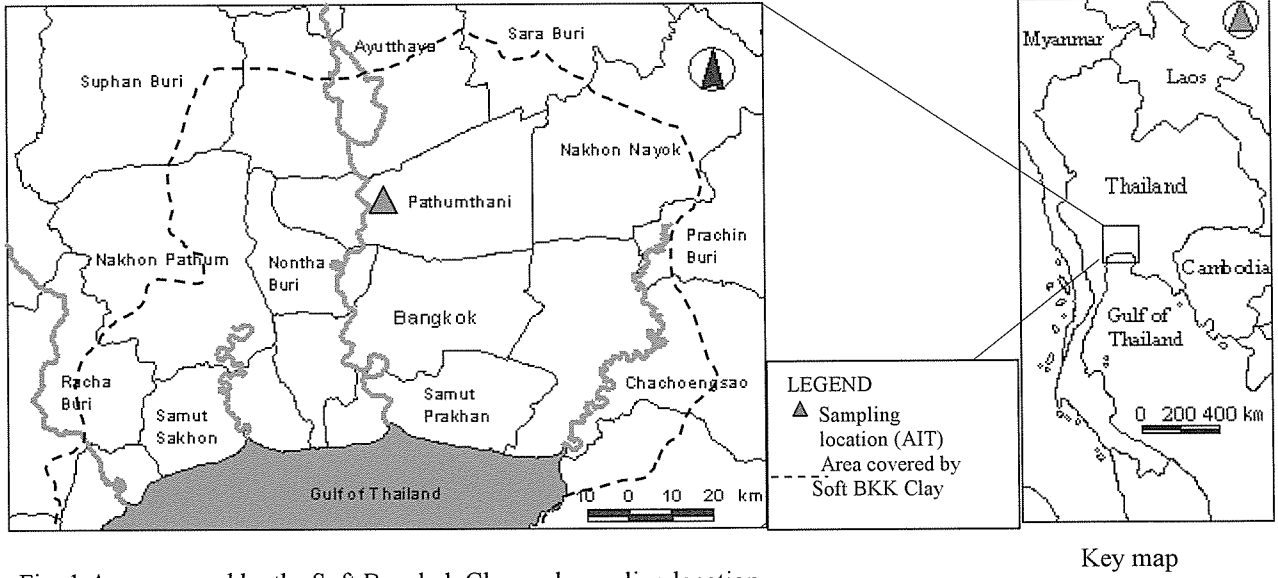 Ayutthaya
Sara Buri
Suphan Buri
Nakhon Nayok
Pathumthani
Nakhon Pathum
Nontha
Buri
Prachin
Buri
Bangkok
Racha
Buri
Samut
Sakhon
Samut
Prakhan
Chachoengsao
Gulf of Thailand
10 0 10 20 km
LEGEND
Sampling
location (AIT)
Area covered by
Soft BKK Clay
Myanmar
Laos
Thailand
Cambodia
Gulf of
Thailand
0 200 400 km
Key map